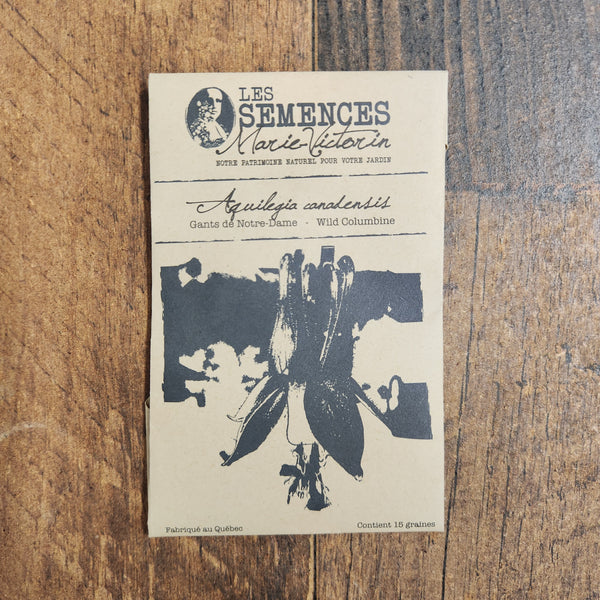 LES
SEMENCES
Marie-Victorin
NOTRE PATRIMOINE NATUREL POUR VOTRE JARDIN
Aquilegia canadensis
Gants de Notre-Dame - Wild Columbine
Fabriqué au Québec
Contient 15 graines